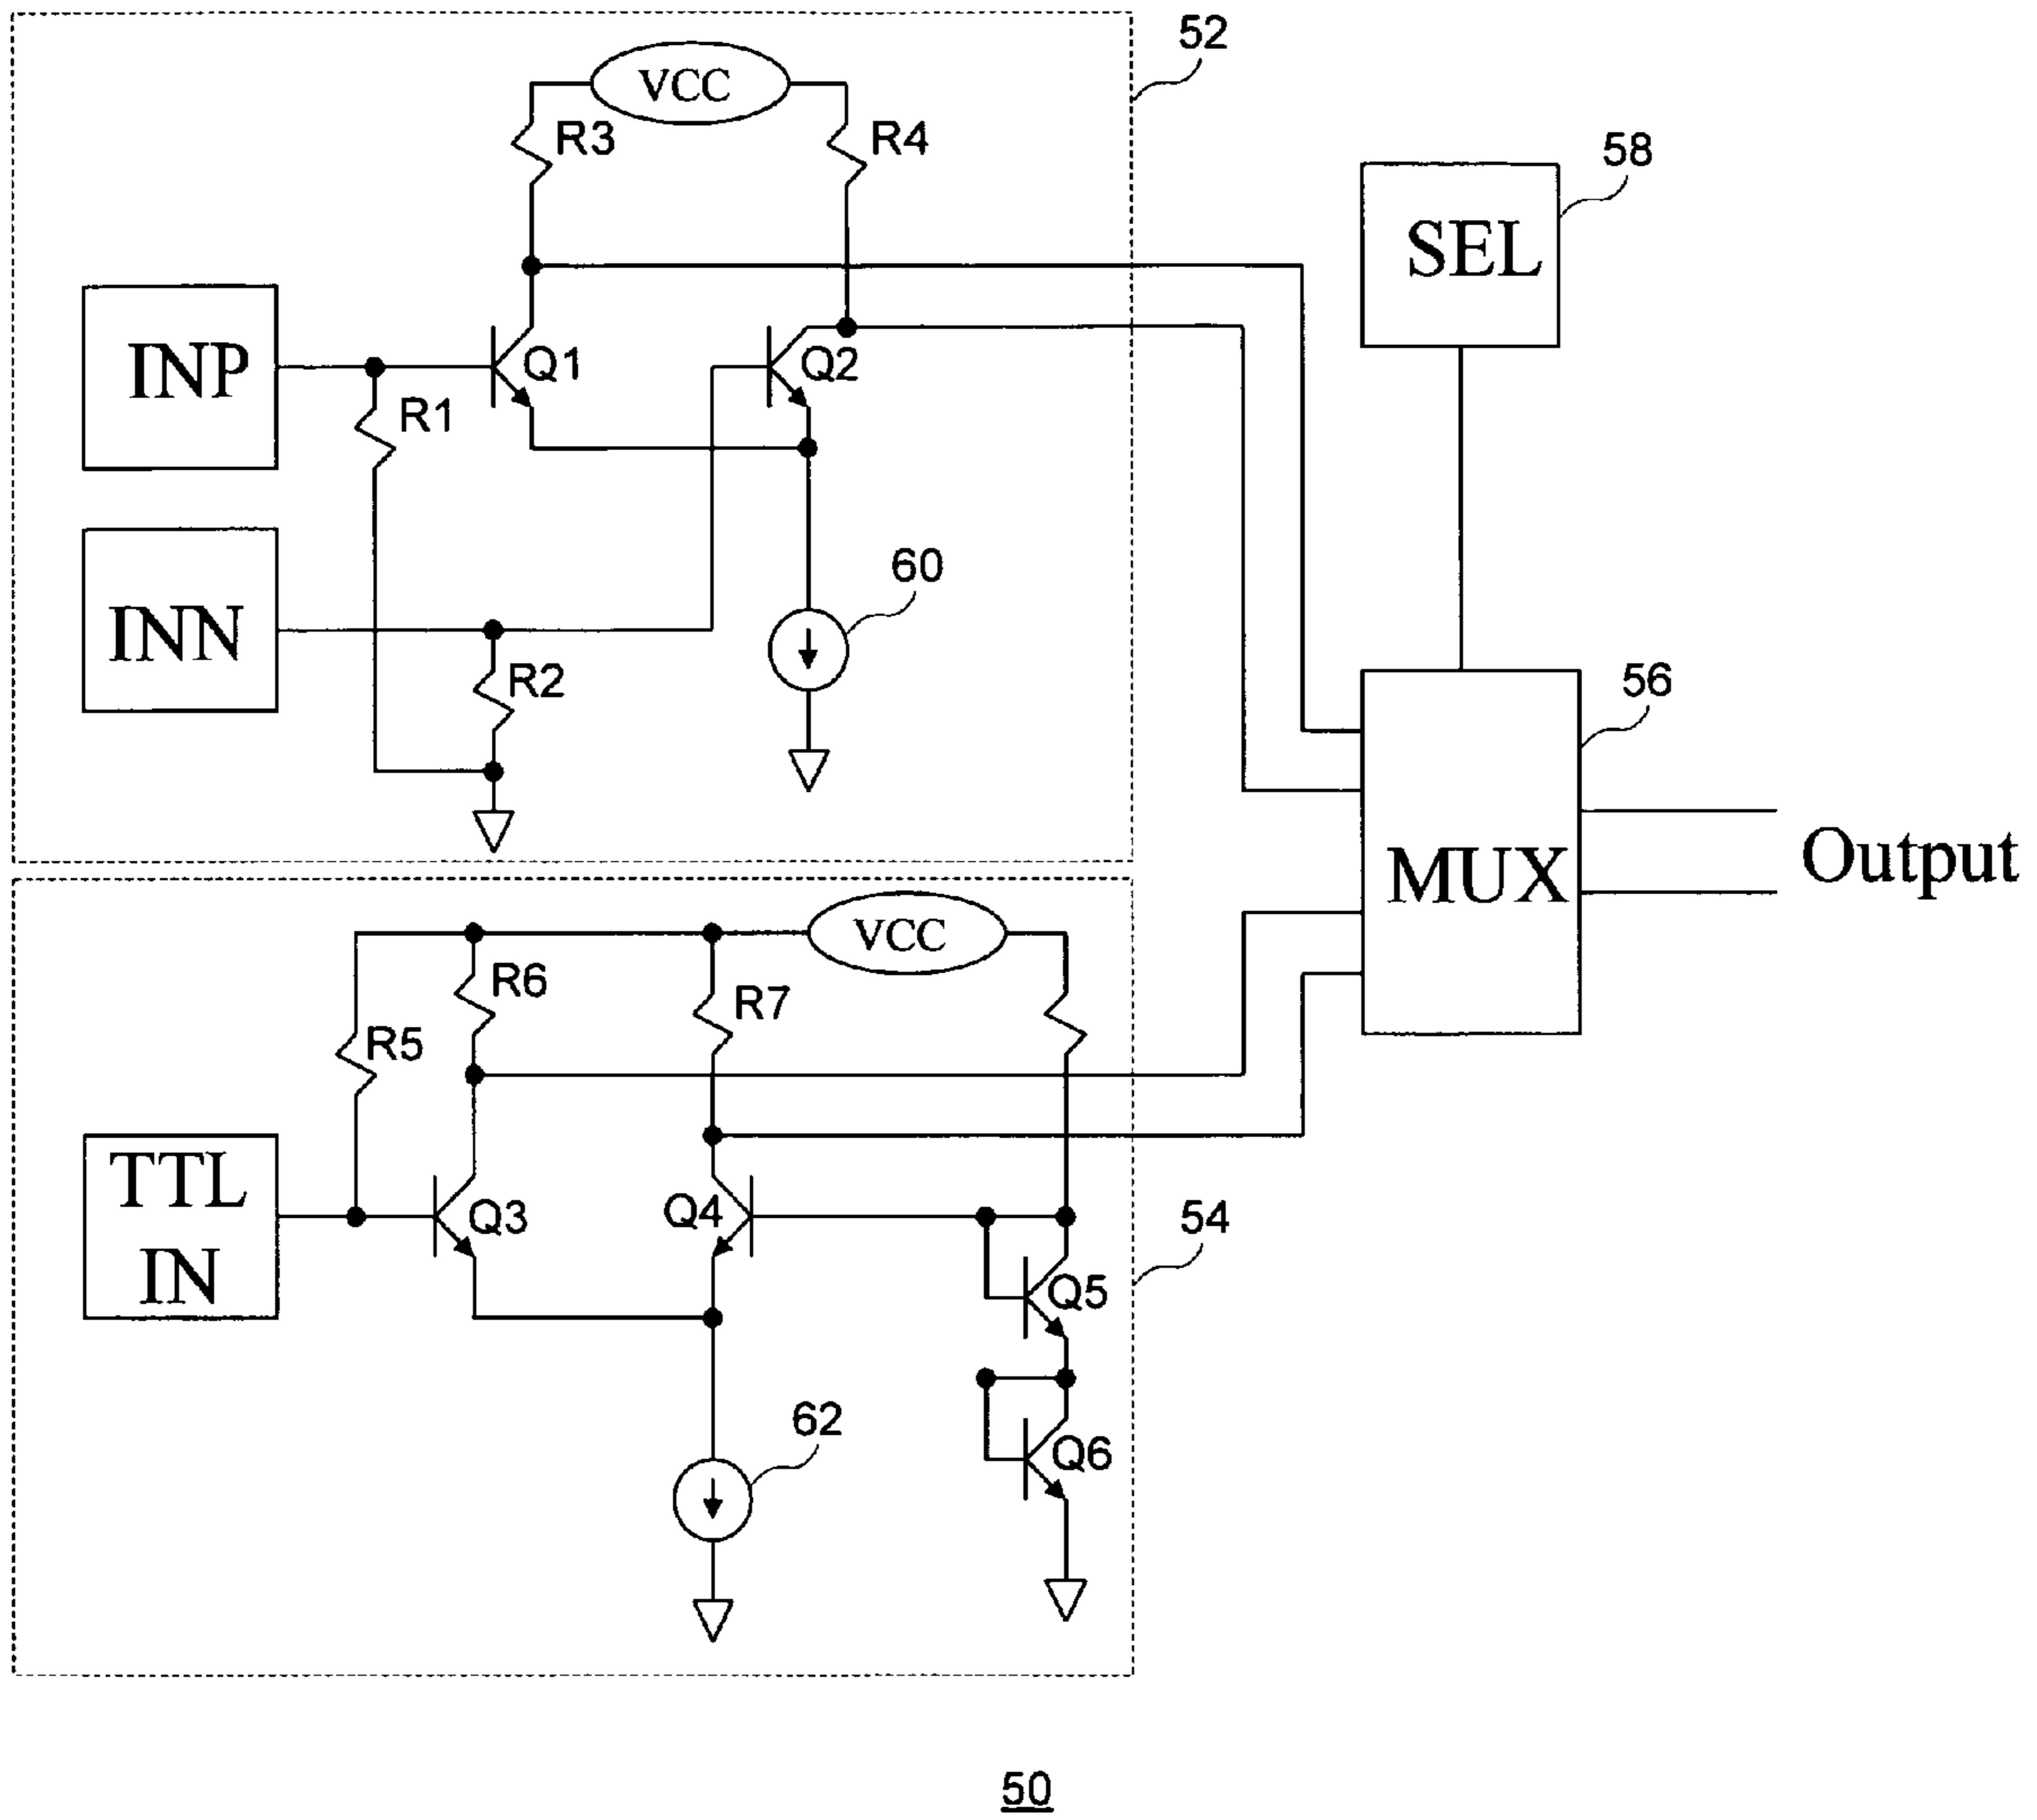 52
VCC
R3
R4
58
SEL
INP
Q1
Q2
R1
60
INN
R2
56
MUX
Output
VCC
R6
R7
R5
TTL
IN
Q3
Q4
54
Q5
62
Q6
50